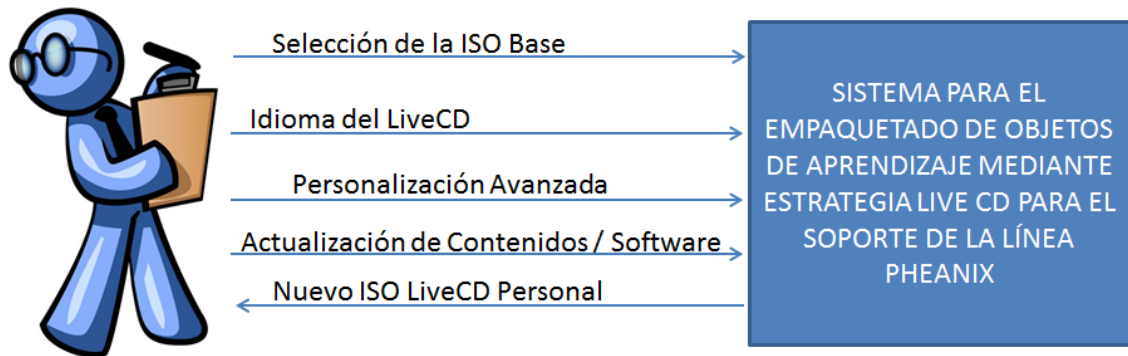 Selección de la ISO Base
Idioma del LiveCD
Personalización Avanzada
Actualización de Contenidos / Software
Nuevo ISO LiveCD Personal
SISTEMA PARA EL
EMPAQUETADO DE OBJETOS
DE APRENDIZAJE MEDIANTE
ESTRATEGIA LIVE CD PARA EL
SOPORTE DE LA LÍNEA
PHEANIX